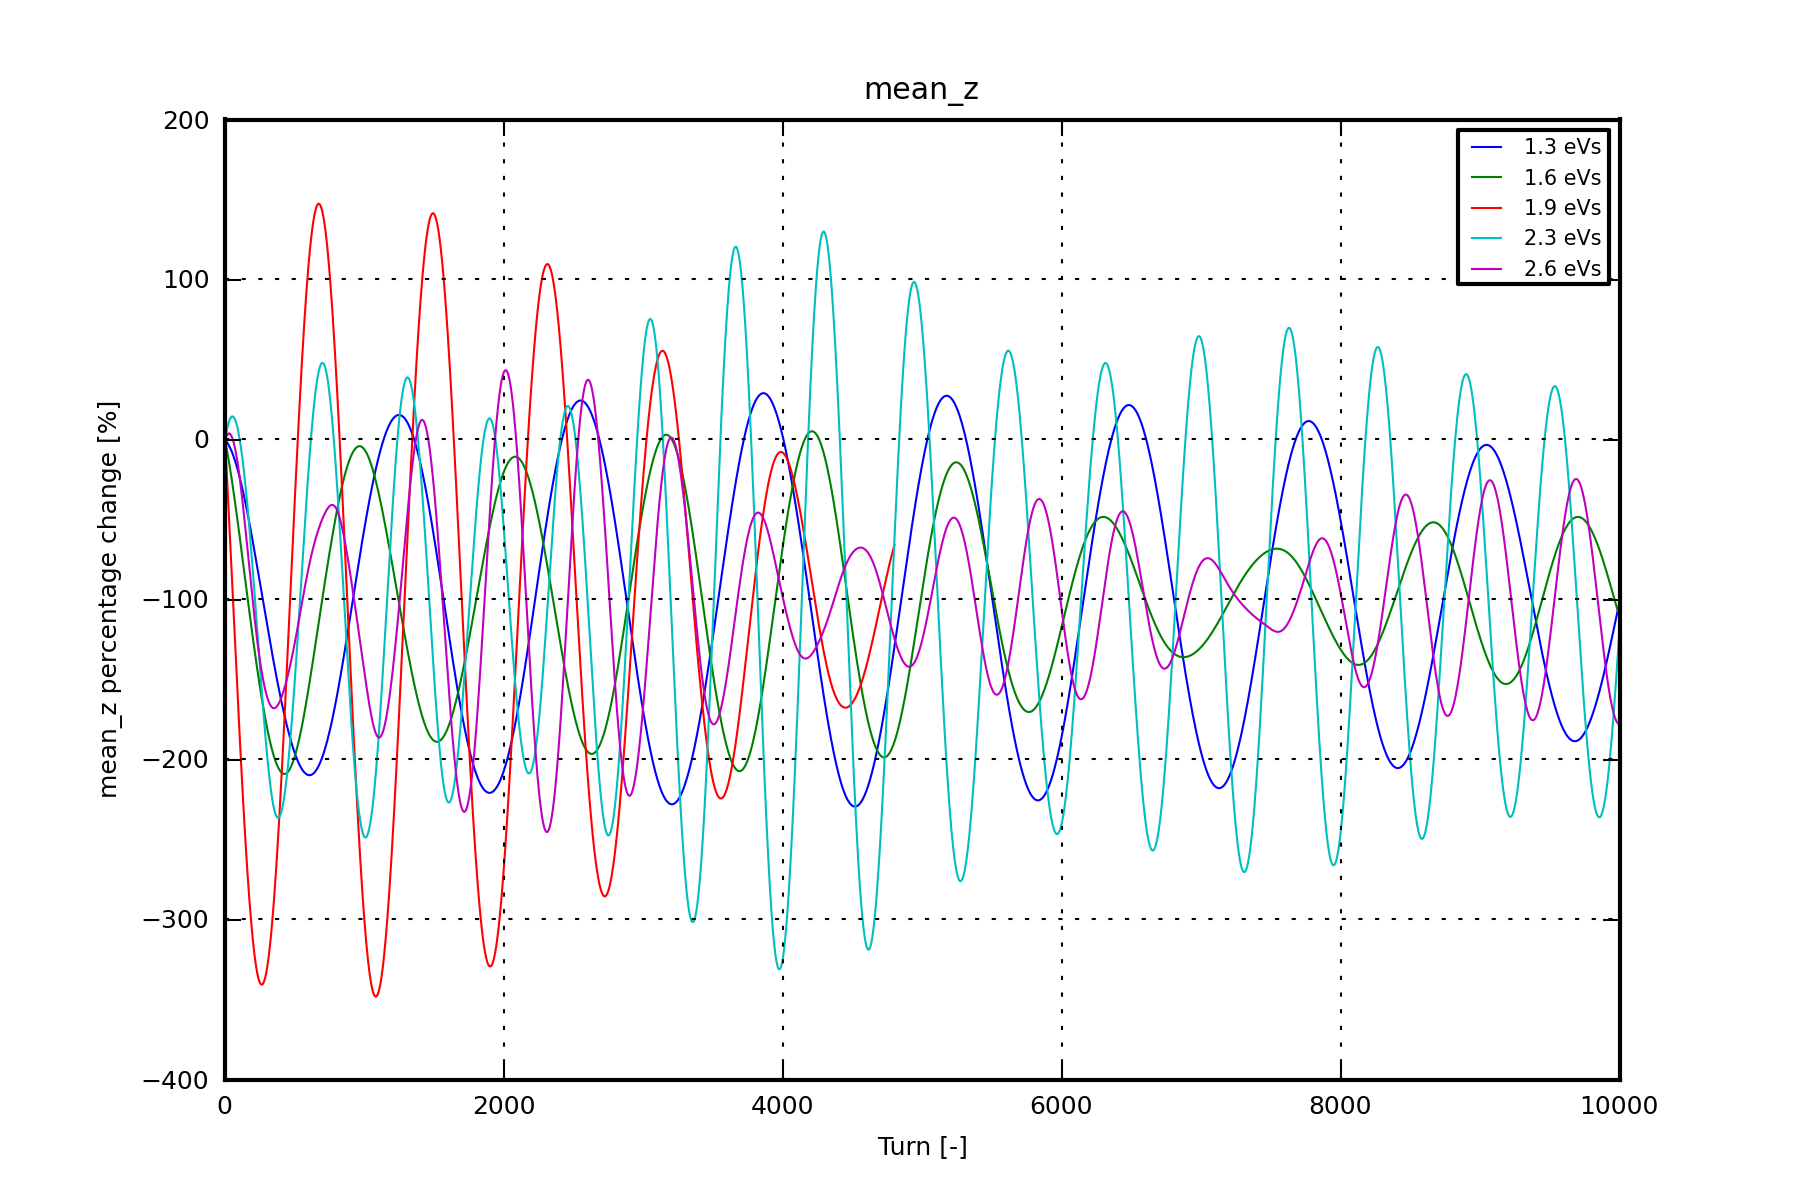 mean_z
200
100
0
−100
−200
−300
−400
mean_z percentage change [%]
0
2000
4000
6000
8000
10000
Turn [-]
1.3 eVs
1.6 eVs
1.9 eVs
2.3 eVs
2.6 eVs